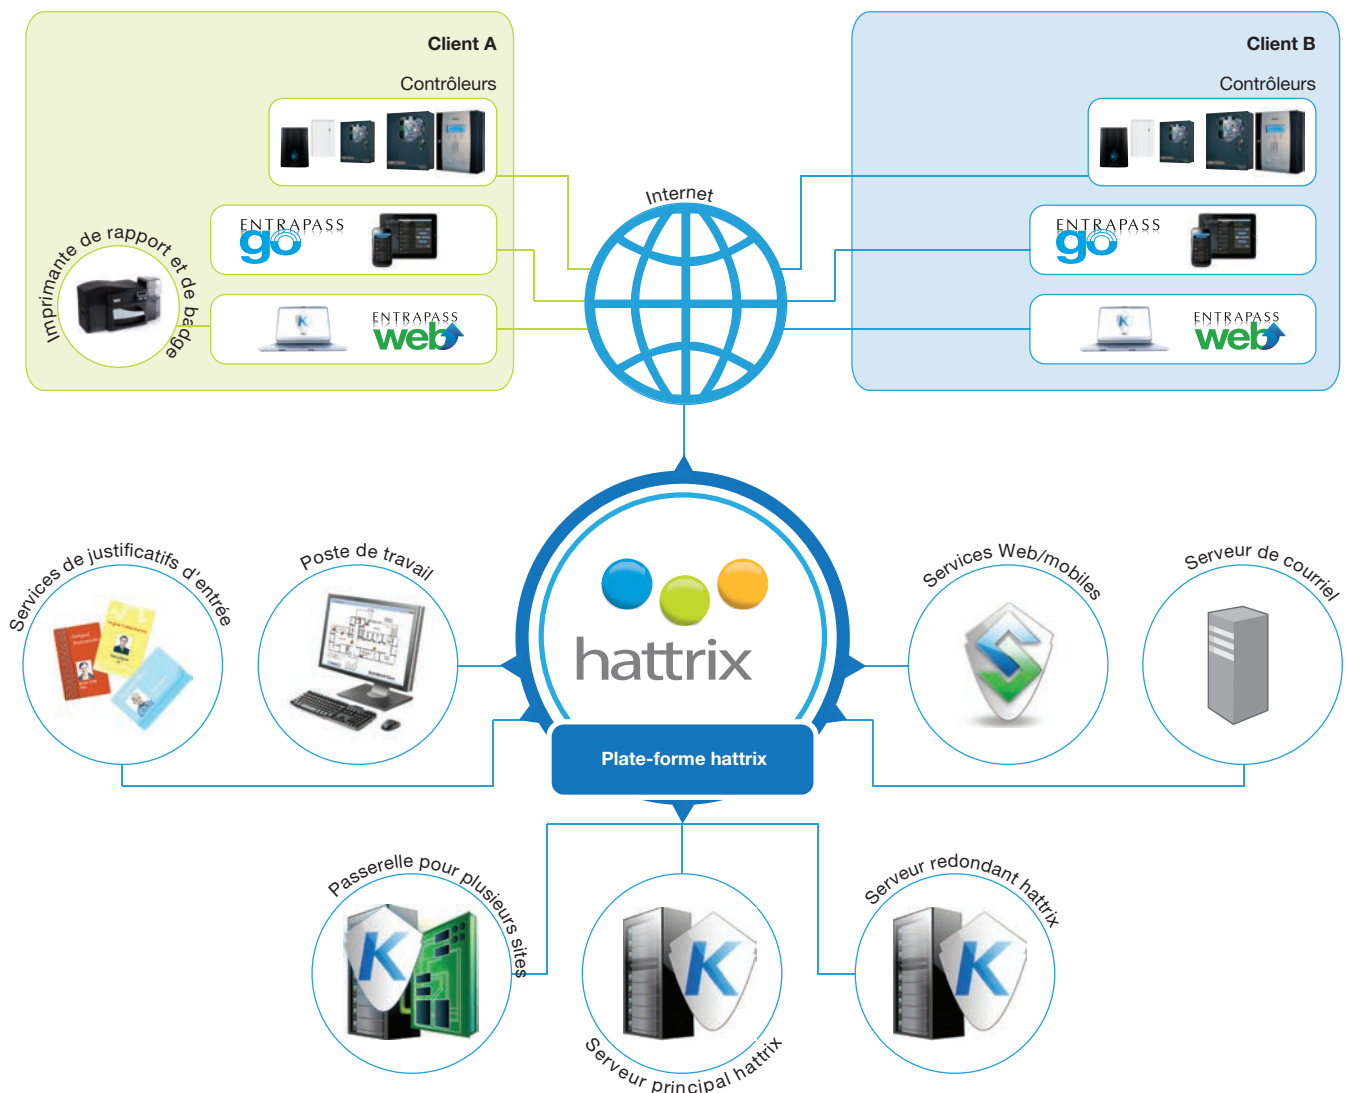 Client A
Contrôleurs
ENTRAPASS
go
Imprimante de rapport et de badge
ENTRAPASS
web
Internet
Client B
Contrôleurs
ENTRAPASS
go
ENTRAPASS
web
Services de justificatifs d'entrée
Poste de travail
hattrix
Plate-forme hattrix
Services Web/mobiles
Serveur de courriel
Passerelle pour plusieurs sites
K
Serveur principal hattrix
K
Serveur redondant hattrix
K